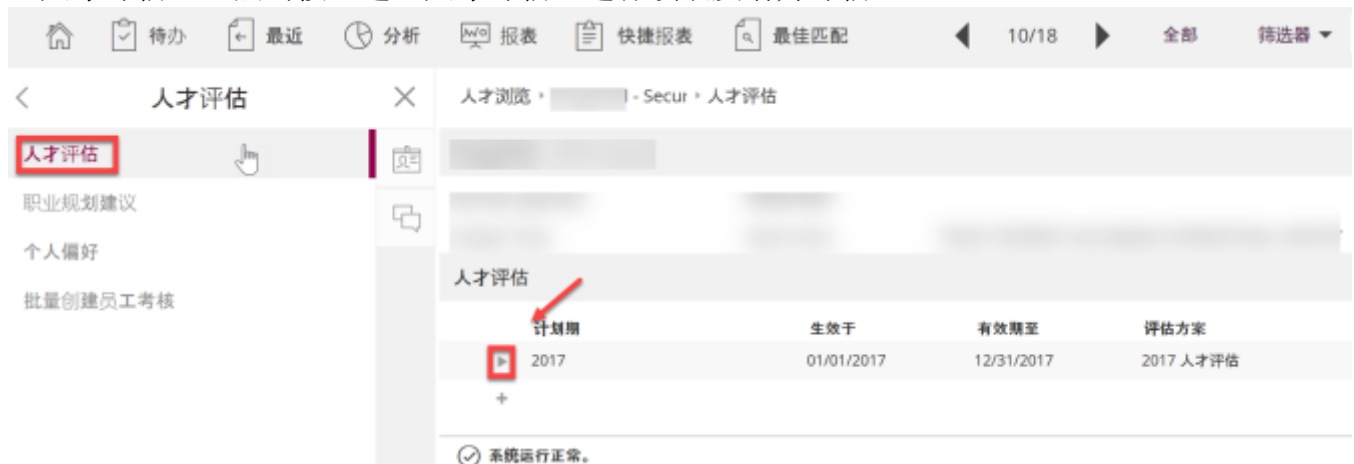 待办 最近 分析 报表 快捷报表 最佳匹配 10/18 全部 筛选器
人才评估
人才浏览 - Secur 人才评估
人才评估
职业规划建议
个人偏好
批量创建员工考核
人才评估
计划期 生效于 有效期至 评估方案
2017 01/01/2017 12/31/2017 2017 人才评估
+
系统运行正常。